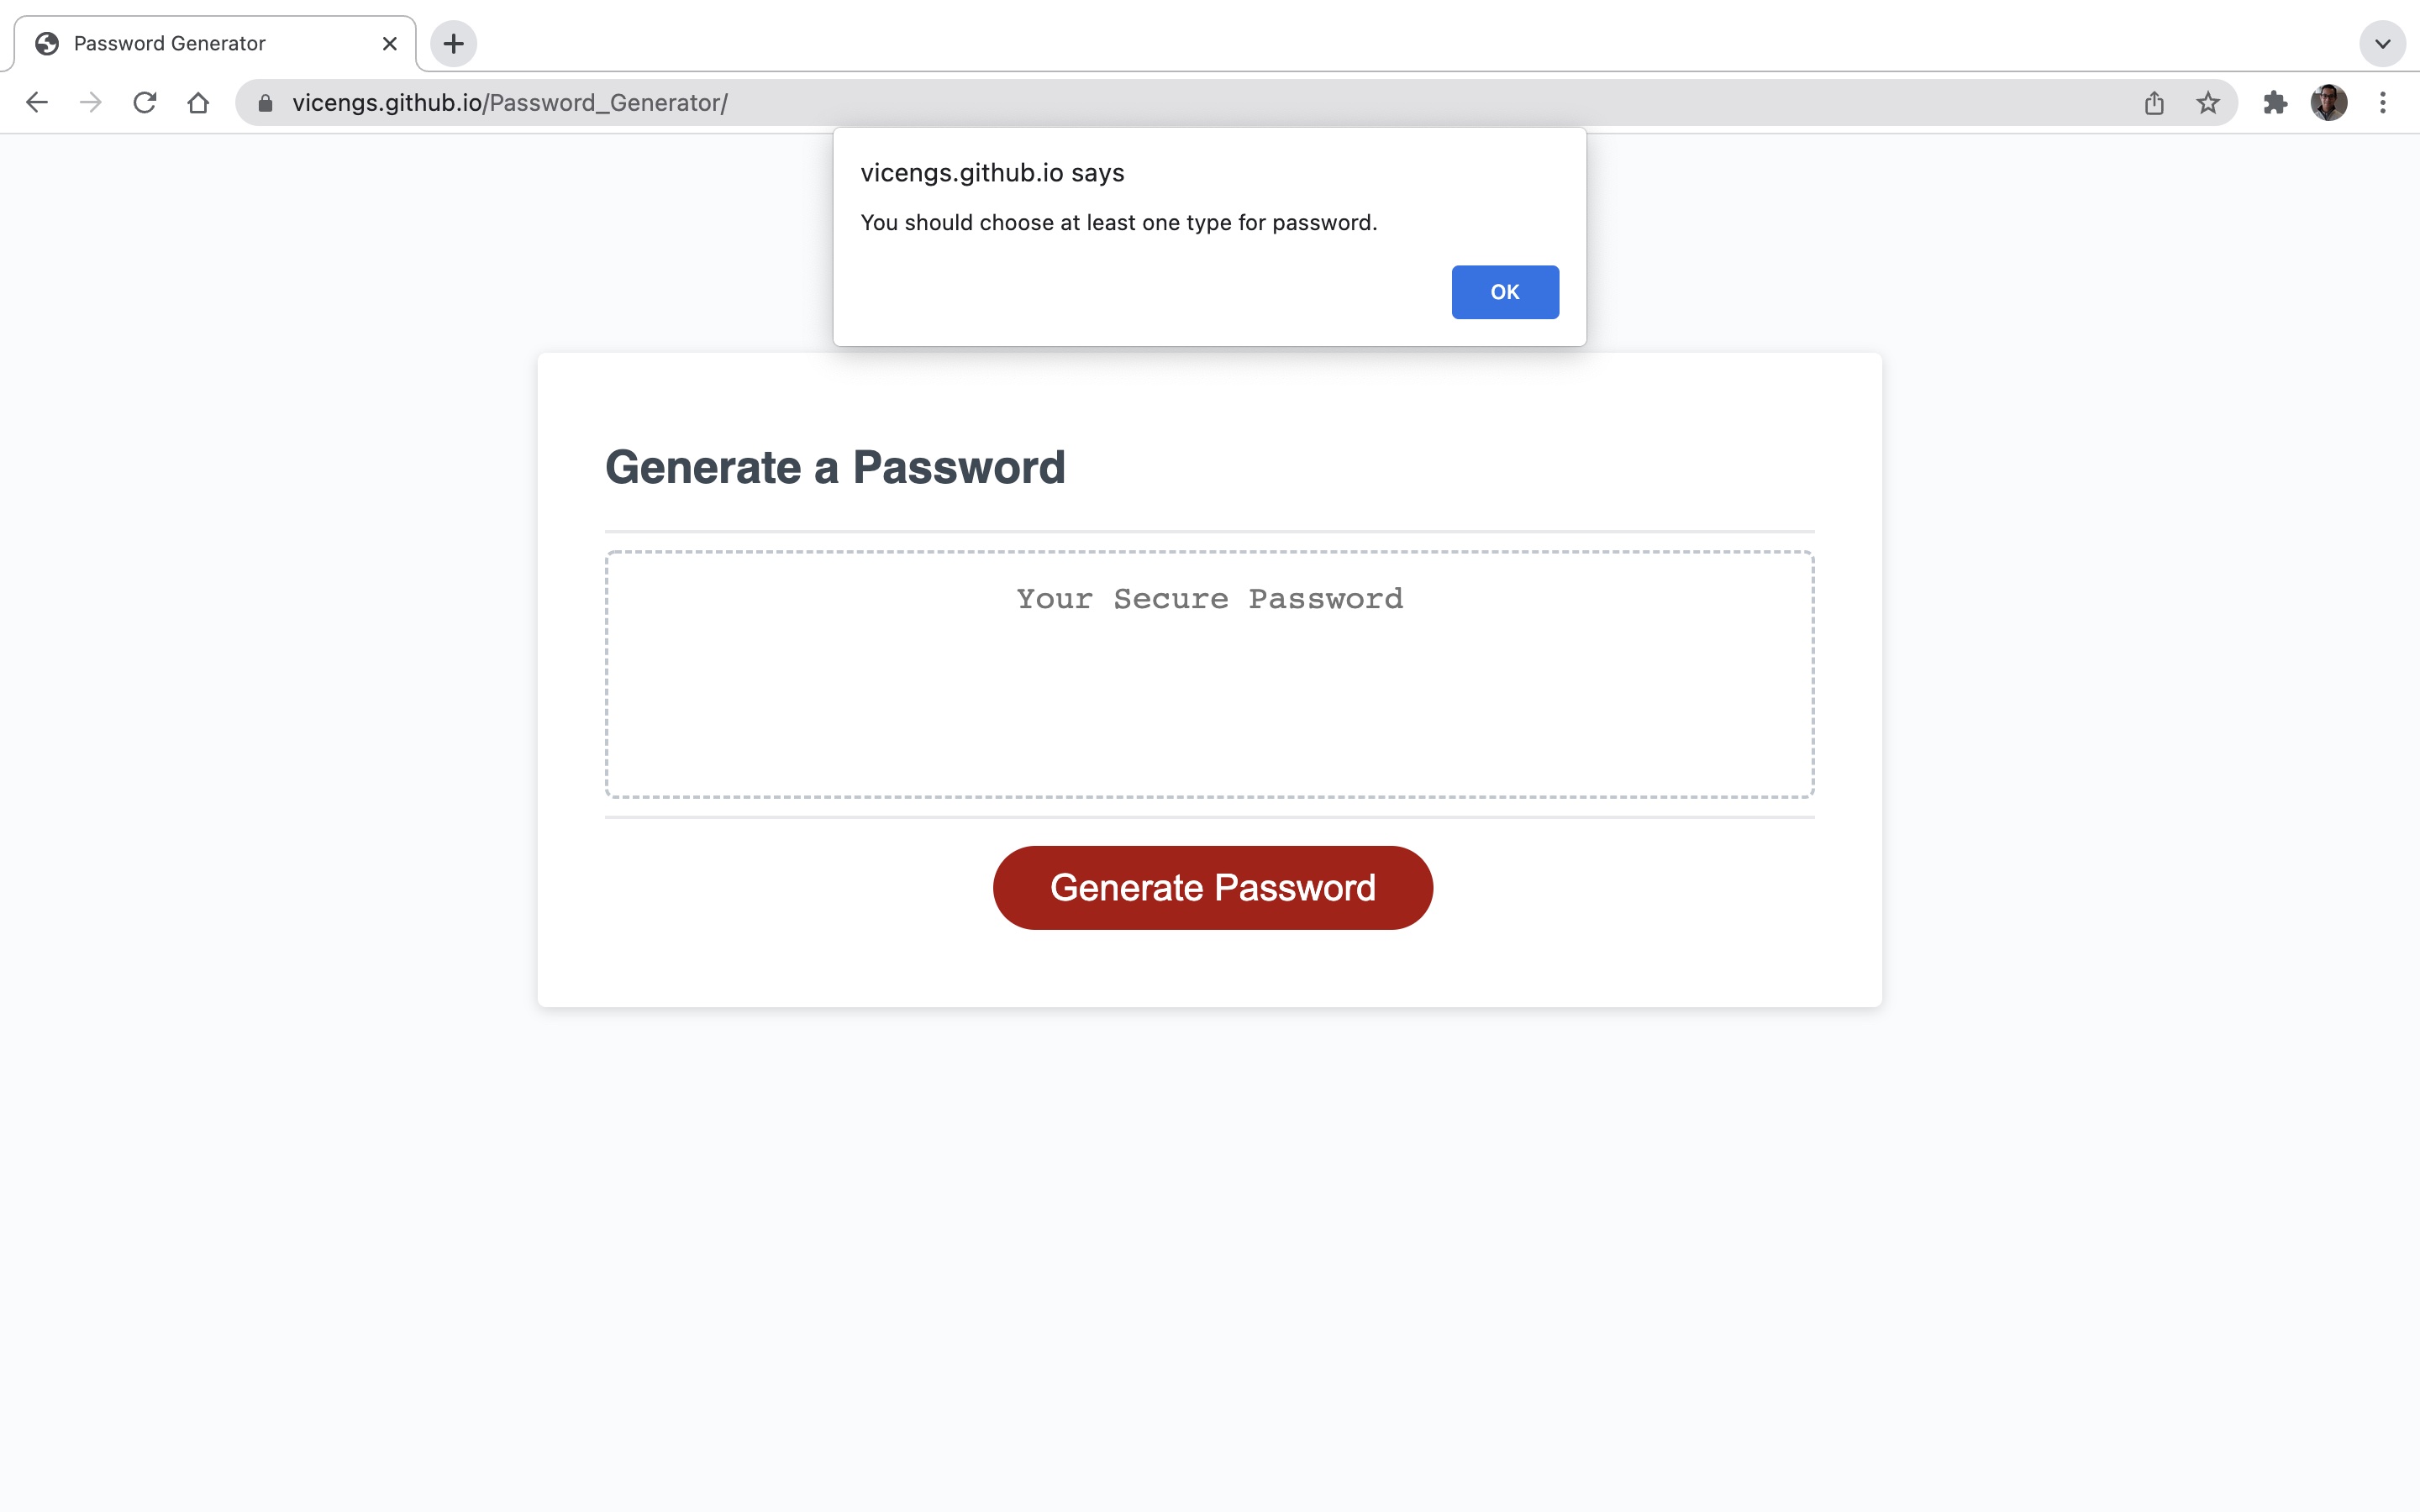 Password Generator
vicengs.github.io/Password_Generator/
vicengs.github.io says
You should choose at least one type for password.
OK
Generate a Password
Your Secure Password
Generate Password